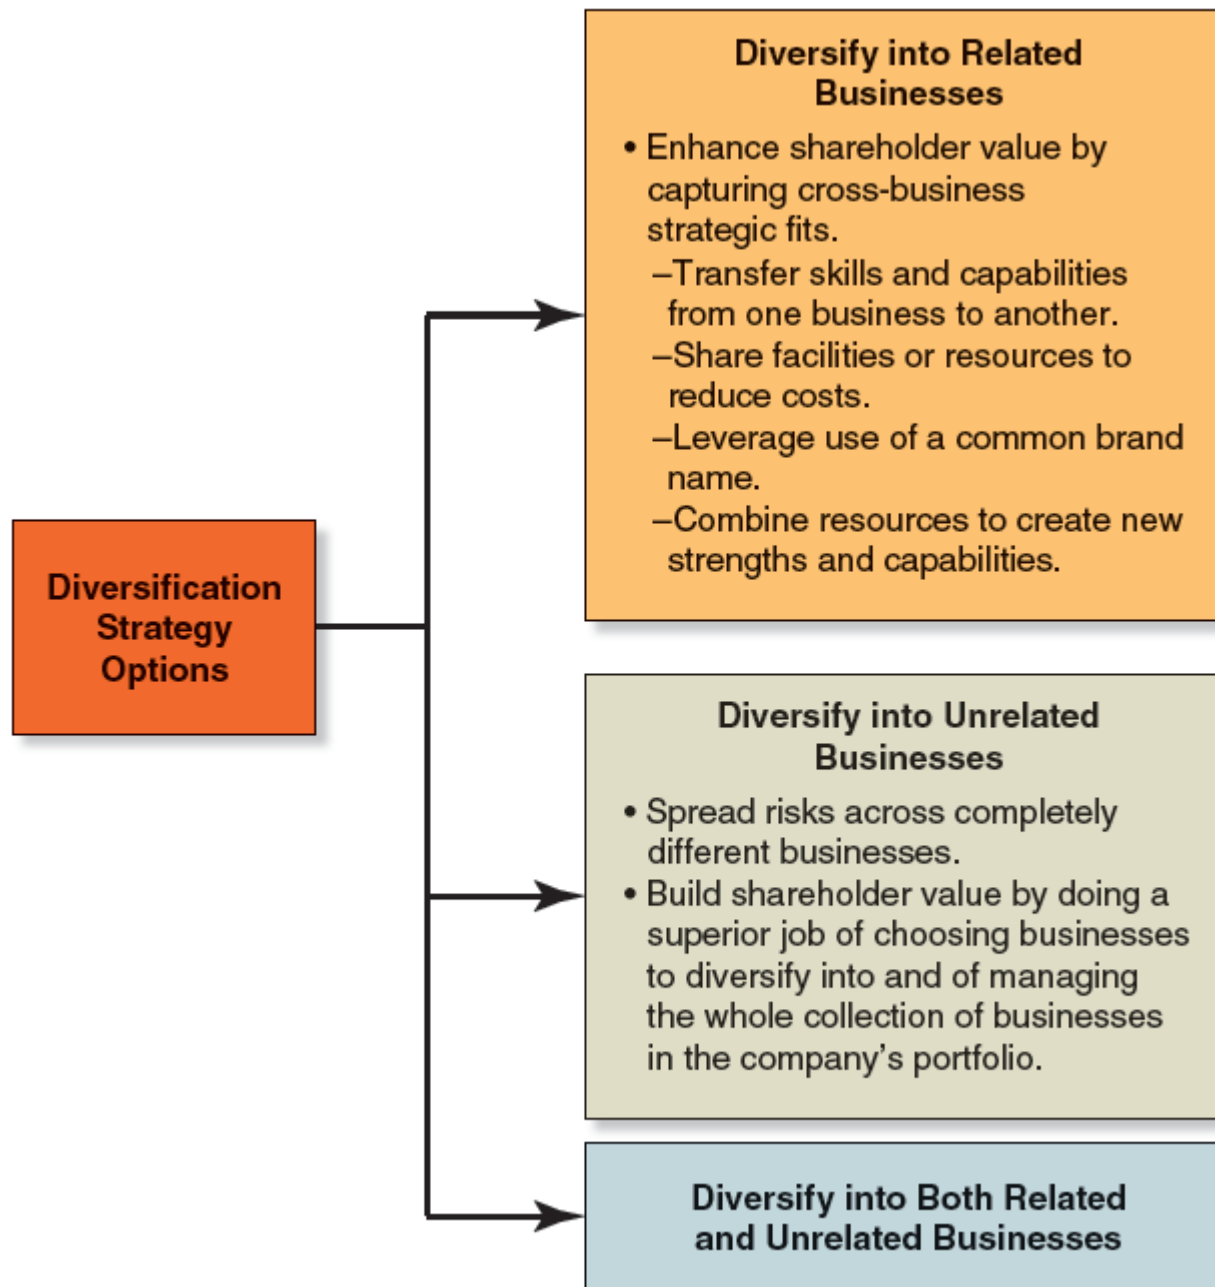 Diversification
Strategy
Options
Diversify into Related
Businesses
• Enhance shareholder value by
capturing cross-business
strategic fits.
–Transfer skills and capabilities
from one business to another.
–Share facilities or resources to
reduce costs.
–Leverage use of a common brand
name.
–Combine resources to create new
strengths and capabilities.
Diversify into Unrelated
Businesses
• Spread risks across completely
different businesses.
• Build shareholder value by doing a
superior job of choosing businesses
to diversify into and of managing
the whole collection of businesses
in the company’s portfolio.
Diversify into Both Related
and Unrelated Businesses